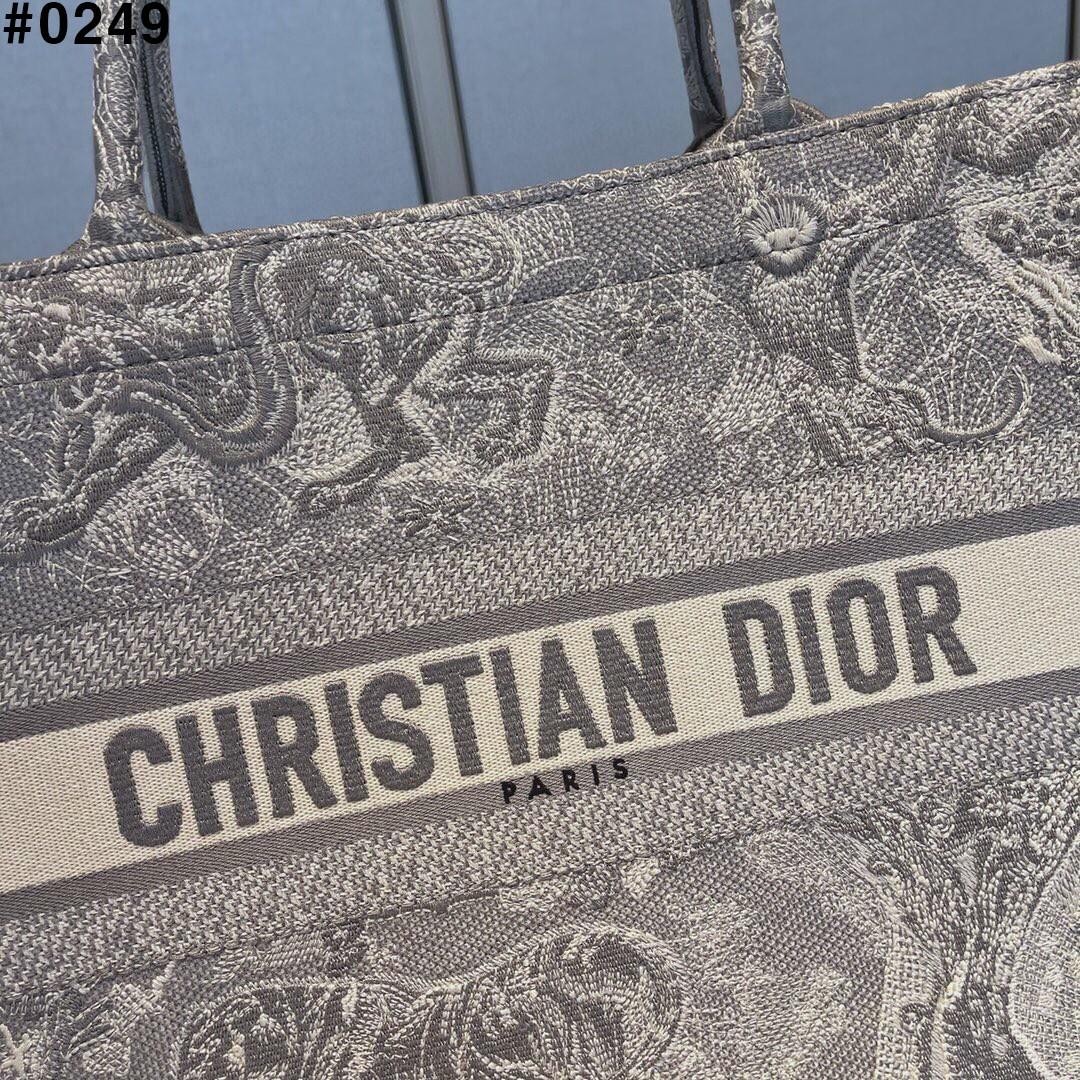 #0249
CHRISTIAN DIOR
PARIS